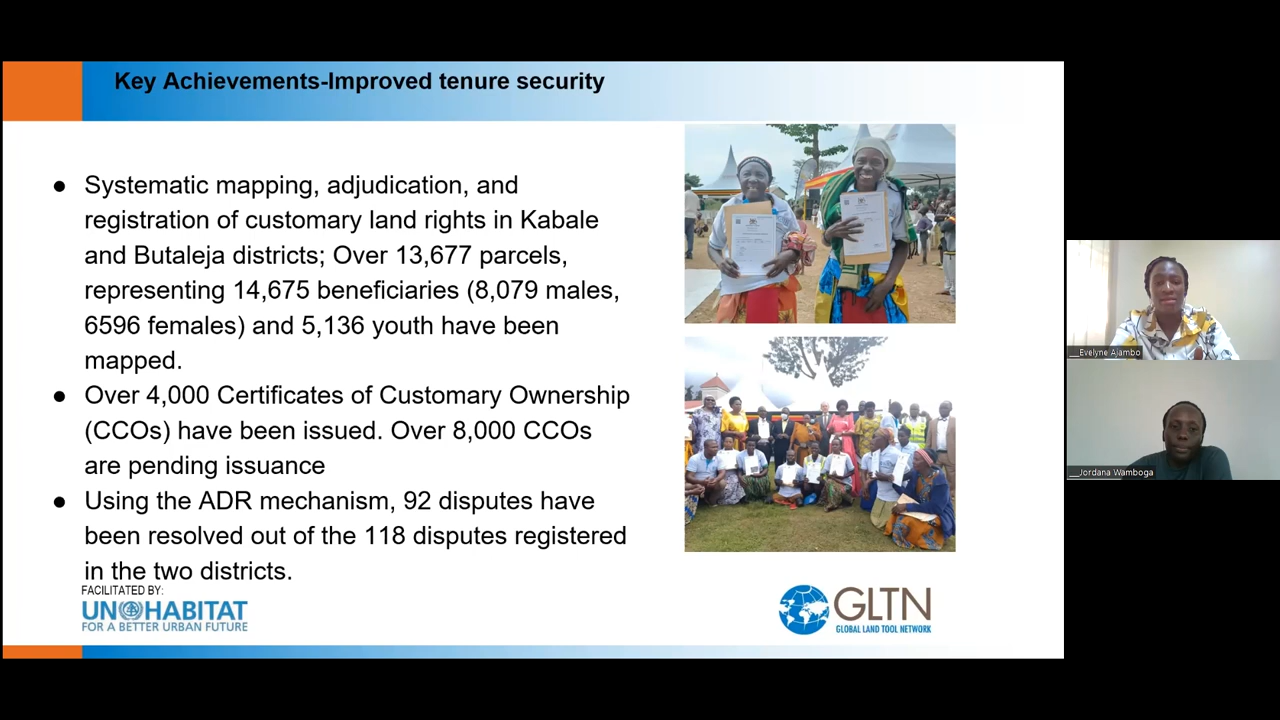 Key Achievements-Improved tenure security
● Systematic mapping, adjudication, and
registration of customary land rights in Kabale
and Butaleja districts; Over 13,677 parcels,
representing 14,675 beneficiaries (8,079 males,
6596 females) and 5,136 youth have been
mapped.
● Over 4,000 Certificates of Customary Ownership
(CCOs) have been issued. Over 8,000 CCOs
are pending issuance
● Using the ADR mechanism, 92 disputes have
been resolved out of the 118 disputes registered
in the two districts.
FACILITATED BY:
UN HABITAT
FOR A BETTER URBAN FUTURE
GLTN
GLOBAL LAND TOOL NETWORK
__Evelyne Ajambo
__Jordana Wamboga